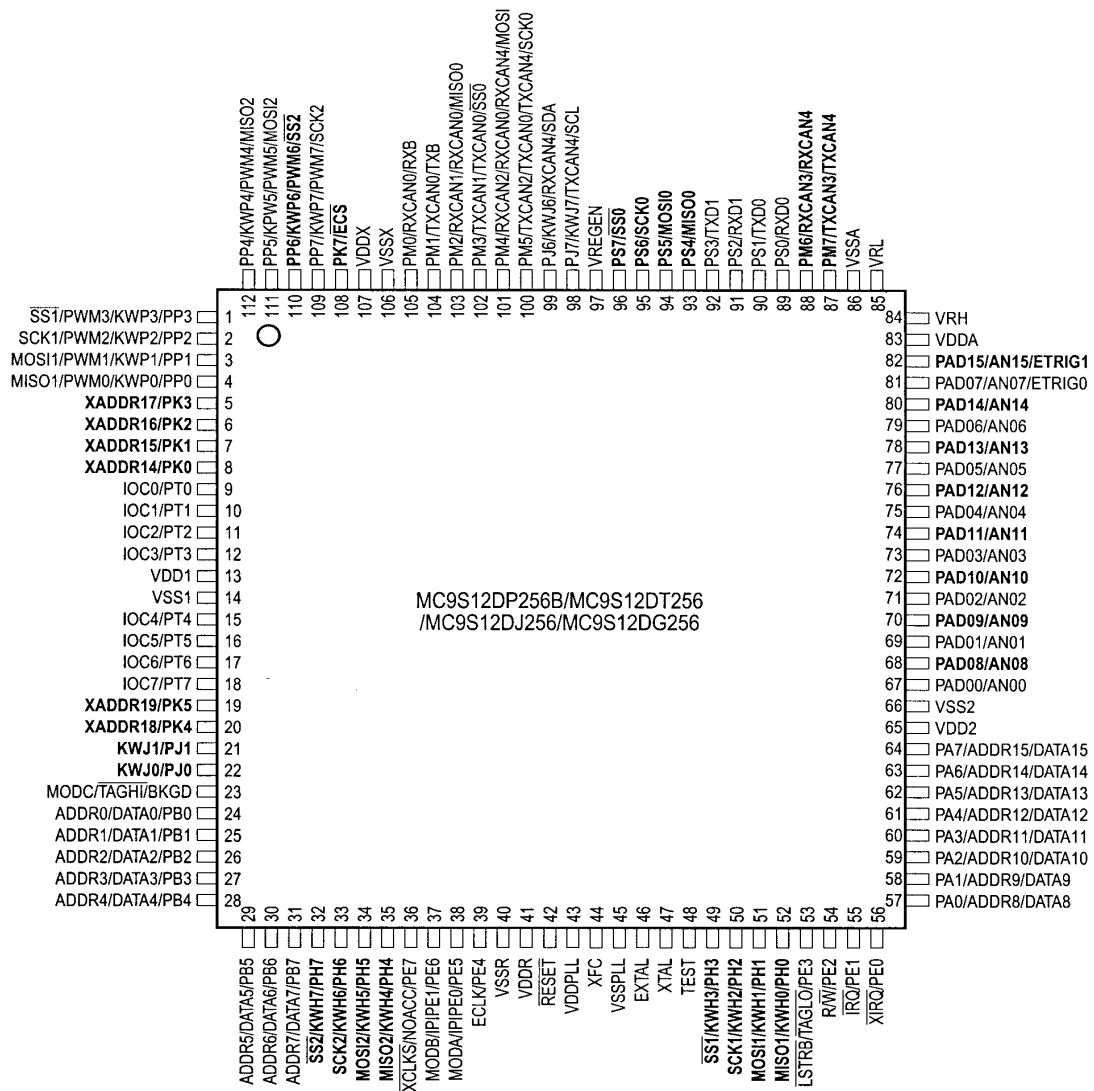 PP4/KWP4/PWM4/MISO2
PP5/KPW5/PWM5/MOSI2
PP6/KWP6/PWM6/SS2
PP7/KWP7/PWM7/SCK2
PK7/ECS
VDDX
VSSX
PM0/RXCAN0/RXB
PM1/TXCAN0/TXB
PM2/RXCAN1/RXCAN0/MISO0
PM3/TXCAN1/TXCAN0/SS0
PM4/RXCAN2/RXCAN0/RXCAN4/MOSI
PM5/TXCAN2/TXCAN0/TXCAN4/SCK0
PJ6/KWJ6/RXCAN4/SDA
PJ7/KWJ7/TXCAN4/SCL
VREGEN
PS7/SS0
PS6/SCK0
PS5/MOSI0
PS4/MISO0
PS3/TXD1
PS2/RXD1
PS1/TXD0
PS0/RXD0
PM6/RXCAN3/RXCAN4
PM7/TXCAN3/TXCAN4
VSSA
VRL
112
111
110
109
108
107
106
105
104
103
102
101
100
99
98
97
96
95
94
93
92
91
90
89
88
87
86
85
SS1/PWM3/KWP3/PP3 1
SCK1/PWM2/KWP2/PP2 2
MOSI1/PWM1/KWP1/PP1 3
MISO1/PWM0/KWP0/PP0 4
XADDR17/PK3 5
XADDR16/PK2 6
XADDR15/PK1 7
XADDR14/PK0 8
IOC0/PT0 9
IOC1/PT1 10
IOC2/PT2 11
IOC3/PT3 12
VDD1 13
VSS1 14
IOC4/PT4 15
IOC5/PT5 16
IOC6/PT6 17
IOC7/PT7 18
XADDR19/PK5 19
XADDR18/PK4 20
KWJ1/PJ1 21
KWJ0/PJ0 22
MODC/TAGHI/BKGD 23
ADDR0/DATA0/PB0 24
ADDR1/DATA1/PB1 25
ADDR2/DATA2/PB2 26
ADDR3/DATA3/PB3 27
ADDR4/DATA4/PB4 28
MC9S12DP256B/MC9S12DT256
/MC9S12DJ256/MC9S12DG256
84 VRH
83 VDDA
82 PAD15/AN15/ETRIG1
81 PAD07/AN07/ETRIG0
80 PAD14/AN14
79 PAD06/AN06
78 PAD13/AN13
77 PAD05/AN05
76 PAD12/AN12
75 PAD04/AN04
74 PAD11/AN11
73 PAD03/AN03
72 PAD10/AN10
71 PAD02/AN02
70 PAD09/AN09
69 PAD01/AN01
68 PAD08/AN08
67 PAD00/AN00
66 VSS2
65 VDD2
64 PA7/ADDR15/DATA15
63 PA6/ADDR14/DATA14
62 PA5/ADDR13/DATA13
61 PA4/ADDR12/DATA12
60 PA3/ADDR11/DATA11
59 PA2/ADDR10/DATA10
58 PA1/ADDR9/DATA9
57 PA0/ADDR8/DATA8
29
30
31
32
33
34
35
36
37
38
39
40
41
42
43
44
45
46
47
48
49
50
51
52
53
54
55
56
ADDR5/DATA5/PB5
ADDR6/DATA6/PB6
ADDR7/DATA7/PB7
SS2/KWH7/PH7
SCK2/KWH6/PH6
MOSI2/KWH5/PH5
MISO2/KWH4/PH4
XCLKS/NOACC/PE7
MODB/IPIPE1/PE6
MODA/IPIPE0/PE5
ECLK/PE4
VSSR
VDDR
RESET
VDDPLL
XFC
VSSPLL
EXTAL
XTAL
TEST
SS1/KWH3/PH3
SCK1/KWH2/PH2
MOSI1/KWH1/PH1
MISO1/KWH0/PH0
LSTRB/TAGLO/PE3
R/W/PE2
IRQ/PE1
XIRQ/PE0